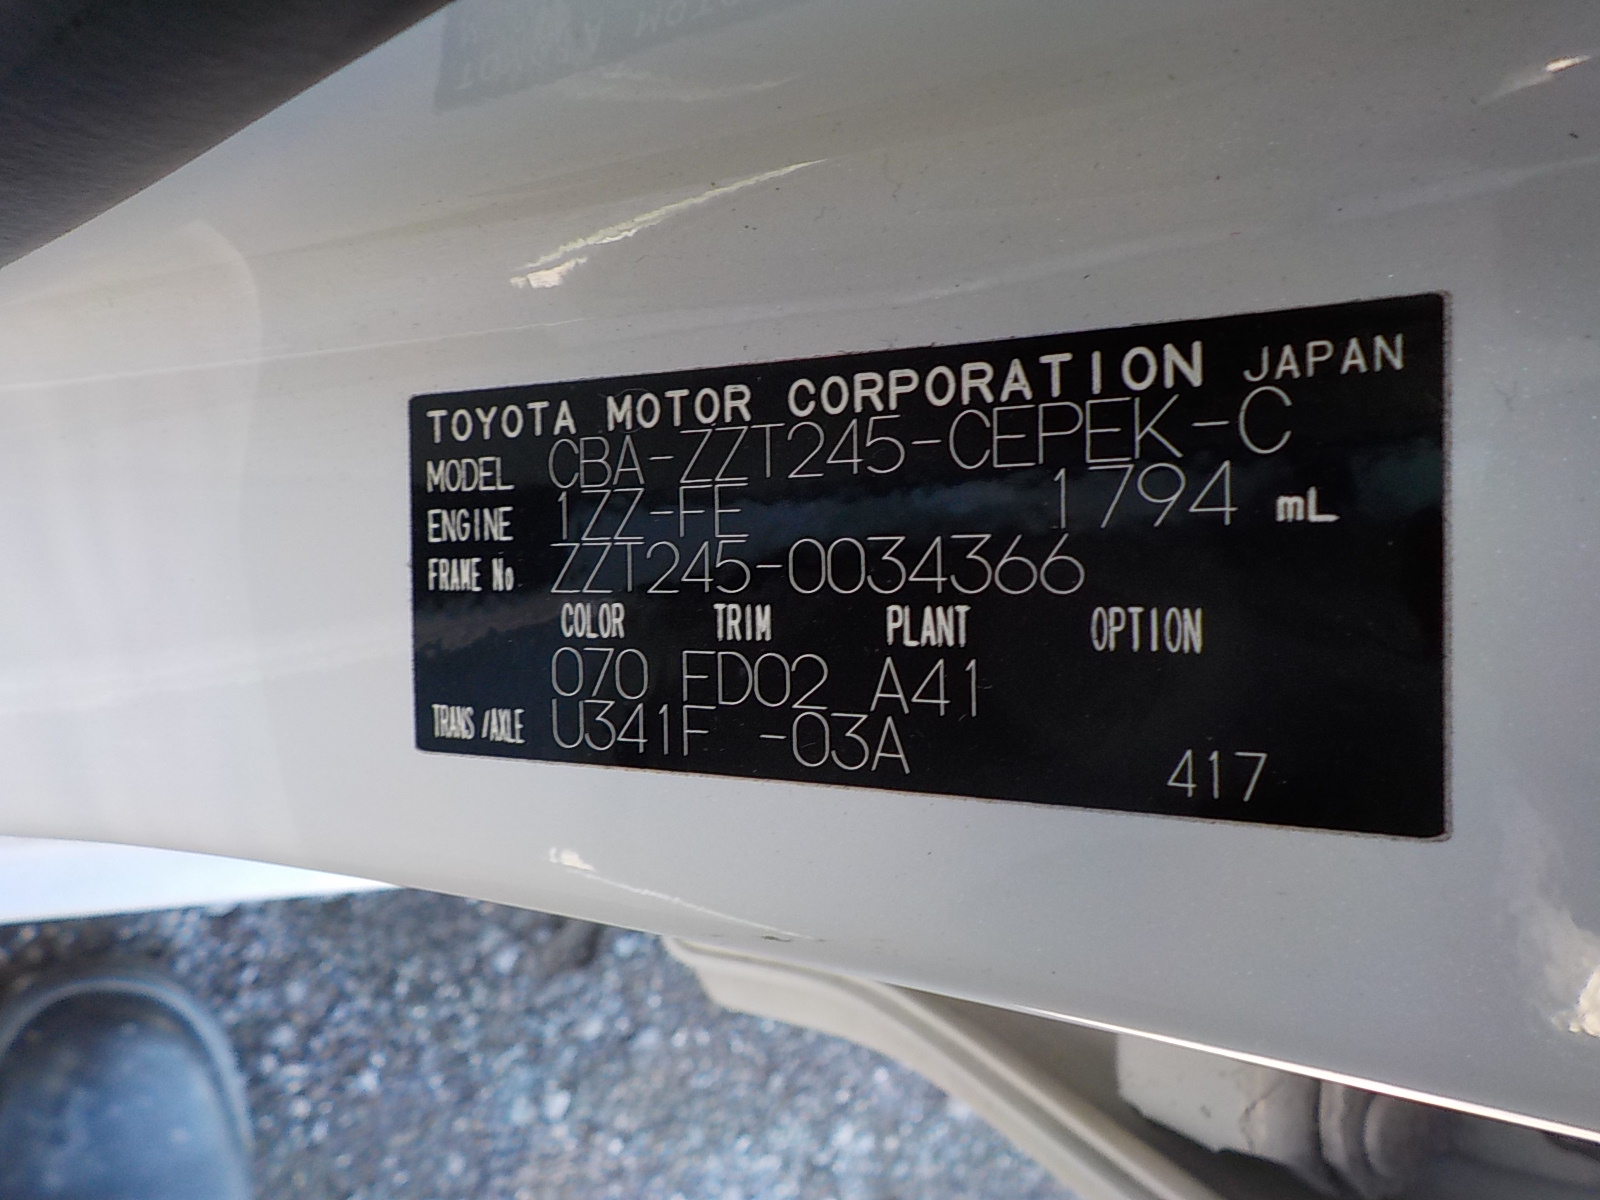 TOYOTA MOTOR CORPORATION JAPAN
MODEL CBA-ZZT245-CEPEK-C
ENGINE 1ZZ-FE 1794 mL
FRAME No ZZT245-0034366
COLOR TRIM PLANT OPTION
070 FD02 A41
TRANS/AXLE U341F -03A
417